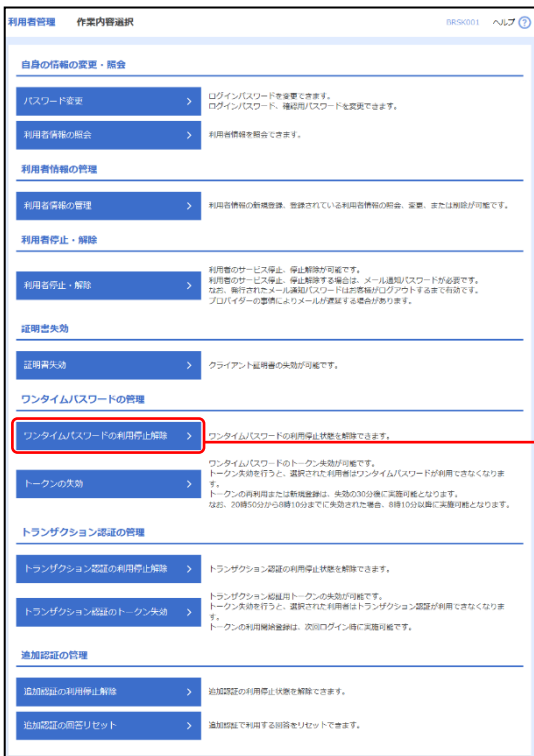 利用者管理 作業内容選択 BRSK001 ヘルプ ?
自身の情報の変更・照会
パスワード変更
ログインパスワードを変更できます。
ログインパスワード、確認用パスワードを変更できます。
利用者情報の照会
利用者情報を照会できます。
利用者情報の管理
利用者情報の管理
利用者情報の新規登録、登録されている利用者情報の照会、変更、または削除が可能です。
利用者停止・解除
利用者停止・解除
利用者のサービス停止、停止解除が可能です。
利用者のサービス停止、停止解除する場合は、メール通知パスワードが必要です。
なお、発行されたメール通知パスワードはお客様がログアウトするまで有効です。
プロバイダーの事情によりメールが遅延する場合があります。
証明書失効
証明書失効
クライアント証明書の失効が可能です。
ワンタイムパスワードの管理
ワンタイムパスワードの利用停止解除
ワンタイムパスワードの利用停止状態を解除できます。
トークンの失効
ワンタイムパスワードのトークン失効が可能です。
トークン失効を行うと、選択された利用者はワンタイムパスワードが利用できなくなりま
す。
トークンの再利用または新規登録は、失効の30分後に実施可能となります。
なお、20時50分から8時10分までに失効された場合、8時10分以降に実施可能となります。
トランザクション認証の管理
トランザクション認証の利用停止解除
トランザクション認証の利用停止状態を解除できます。
トランザクション認証のトークン失効
トランザクション認証用トークンの失効が可能です。
トークン失効を行うと、選択された利用者はトランザクション認証が利用できなくなりま
す。
トークンの利用開始登録は、次回ログイン時に実施可能です。
追加認証の管理
追加認証の利用停止解除
追加認証の利用停止状態を解除できます。
追加認証の回答リセット
追加認証で利用する回答をリセットできます。